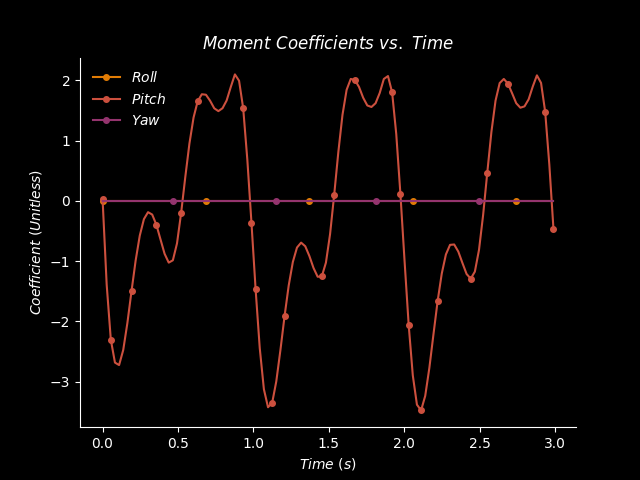 Moment Coefficients vs. Time
Roll
Pitch
Yaw
Coefficient (Unitless)
2
1
0
−1
−2
−3
0.0 0.5 1.0 1.5 2.0 2.5 3.0
Time (s)